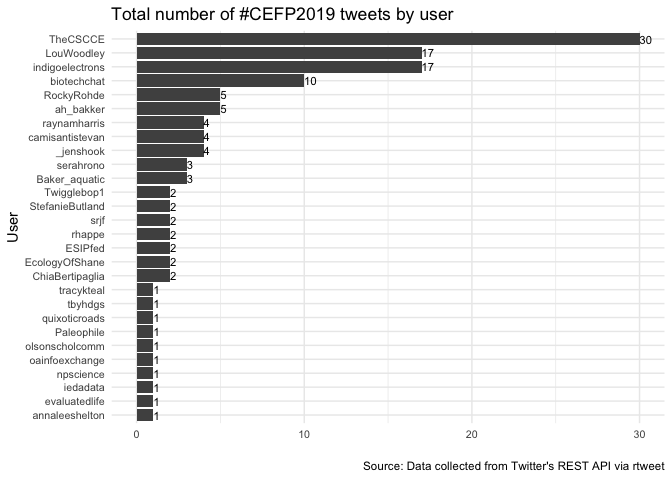 Total number of #CEFP2019 tweets by user
User
TheCSCCE 30
LouWoodley 17
indigoelectrons 17
biotechchat 10
RockyRohde 5
ah_bakker 5
raynamharris 4
camisantistevan 4
_jenshook 4
serahrono 3
Baker_aquatic 3
Twigglebop1 2
StefanieButland 2
srjf 2
rhappe 2
ESIPfed 2
EcologyOfShane 2
ChiaBertipaglia 2
tracykteal 1
tbyhdgs 1
quixoticroads 1
Paleophile 1
olsonscholcomm 1
oainfoexchange 1
npscience 1
iedadata 1
evaluatedlife 1
annaleeshelton 1
0 10 20 30
Source: Data collected from Twitter's REST API via rtweet